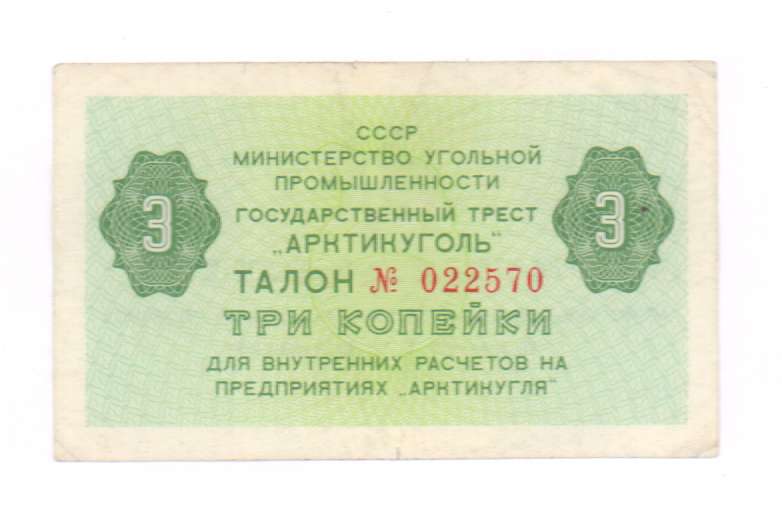 СССР
МИНИСТЕРСТВО УГОЛЬНОЙ
ПРОМЫШЛЕННОСТИ
ГОСУДАРСТВЕННЫЙ ТРЕСТ
„АРКТИКУГОЛЬ"
3 3
ТАЛОН № 022570
ТРИ КОПЕЙКИ
ДЛЯ ВНУТРЕННИХ РАСЧЕТОВ НА
ПРЕДПРИЯТИЯХ „АРКТИКУГЛЯ"